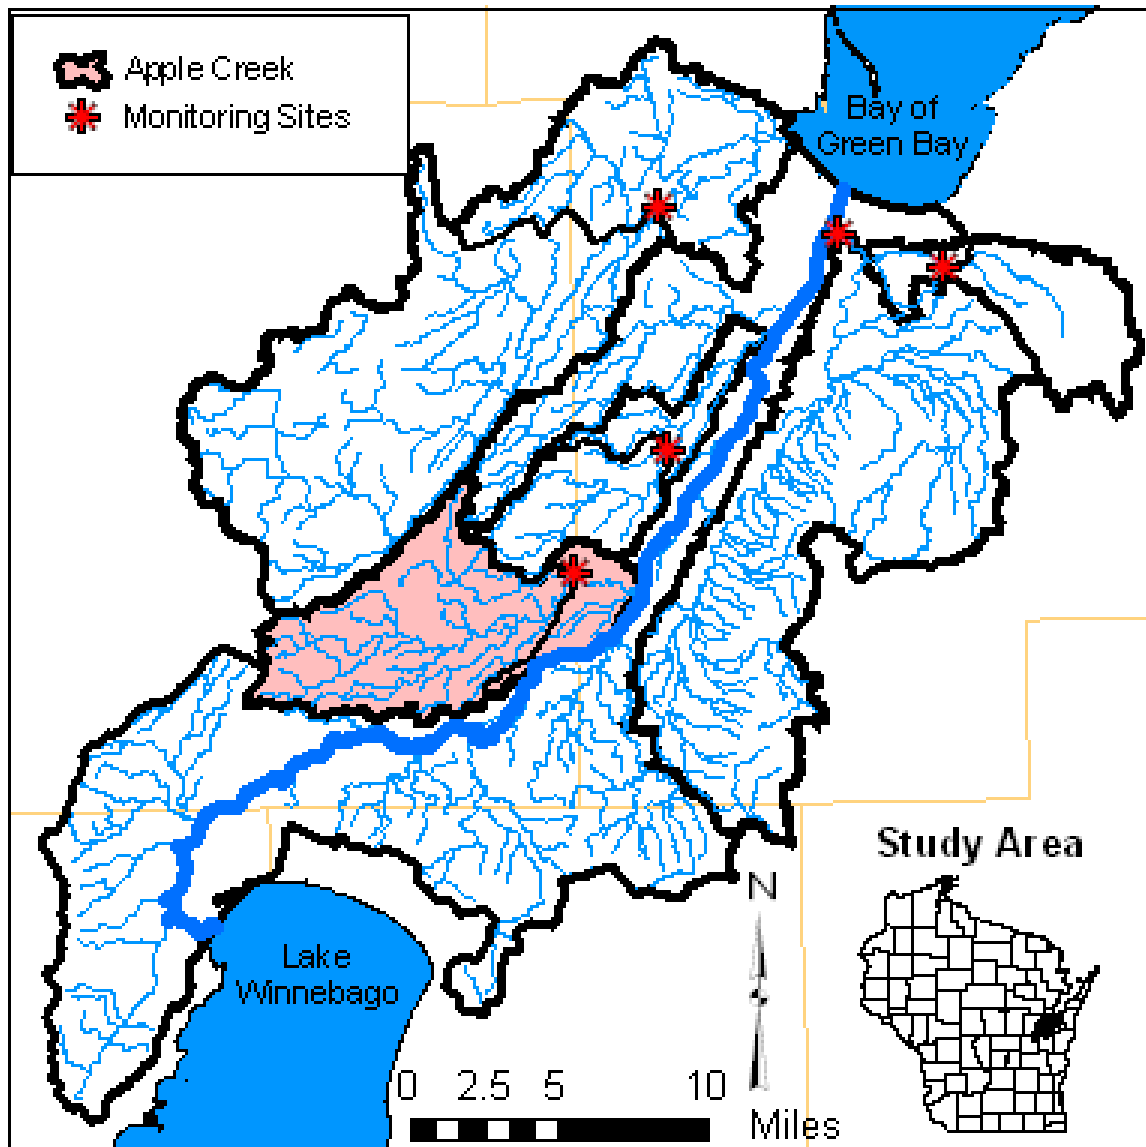 Apple Creek
Monitoring Sites
Bay of
Green Bay
Study Area
N
Lake
Winnebago
0 2.5 5 10
Miles